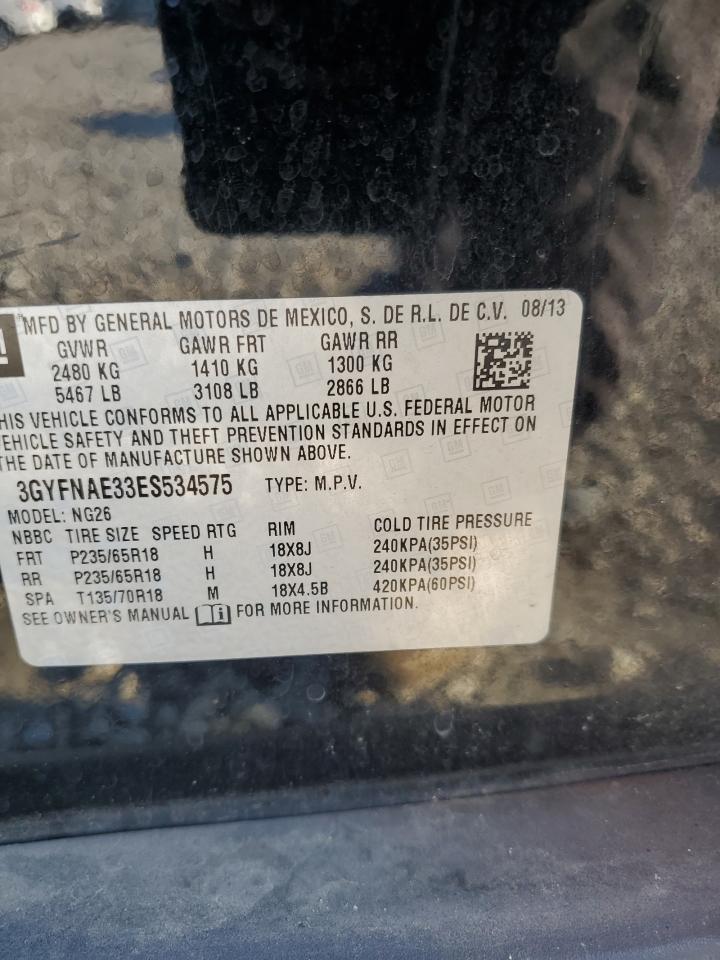 MFD BY GENERAL MOTORS DE MEXICO, S. DE R.L. DE C.V. 08/13
GVWR GAWR FRT GAWR RR
2480 KG 1410 KG 1300 KG
5467 LB 3108 LB 2866 LB
THIS VEHICLE CONFORMS TO ALL APPLICABLE U.S. FEDERAL MOTOR
VEHICLE SAFETY AND THEFT PREVENTION STANDARDS IN EFFECT ON
THE DATE OF MANUFACTURE SHOWN ABOVE.
3GYFNAE33ES534575 TYPE: M.P.V.
MODEL: NG26
NBBC TIRE SIZE SPEED RTG RIM COLD TIRE PRESSURE
FRT P235/65R18 H 18X8J 240KPA(35PSI)
RR P235/65R18 H 18X8J 240KPA(35PSI)
SPA T135/70R18 M 18X4.5B 420KPA(60PSI)
SEE OWNER'S MANUAL FOR MORE INFORMATION.